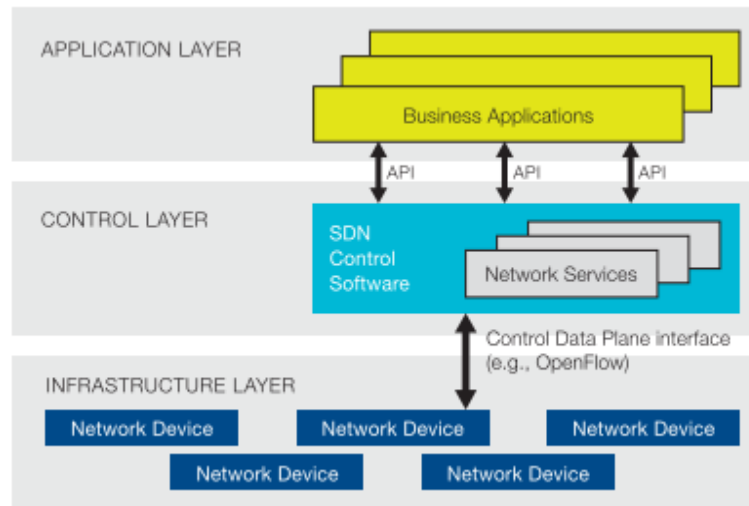 APPLICATION LAYER
Business Applications
API
API
API
CONTROL LAYER
SDN
Control
Software
Network Services
Control Data Plane interface
(e.g., OpenFlow)
INFRASTRUCTURE LAYER
Network Device
Network Device
Network Device
Network Device
Network Device